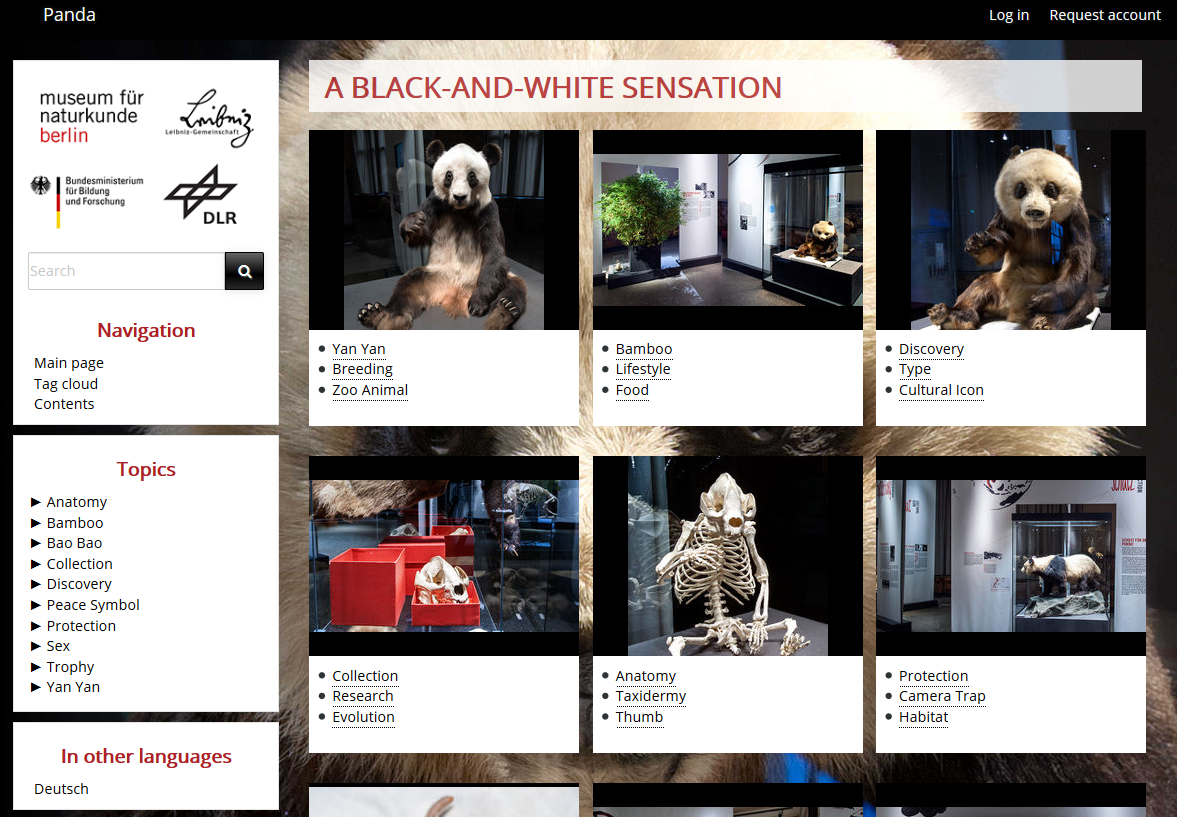 Panda
Log in
Request account
museum für
naturkunde
berlin
Leibniz
Leibniz-Gemeinschaft
Bundesministerium
für Bildung
und Forschung
DLR
Search
Navigation
Main page
Tag cloud
Contents
Topics
► Anatomy
► Bamboo
► Bao Bao
► Collection
► Discovery
► Peace Symbol
► Protection
► Sex
► Trophy
► Yan Yan
In other languages
Deutsch
A BLACK-AND-WHITE SENSATION
• Yan Yan
• Breeding
• Zoo Animal
• Bamboo
• Lifestyle
• Food
• Discovery
• Type
• Cultural Icon
• Collection
• Research
• Evolution
• Anatomy
• Taxidermy
• Thumb
• Protection
• Camera Trap
• Habitat